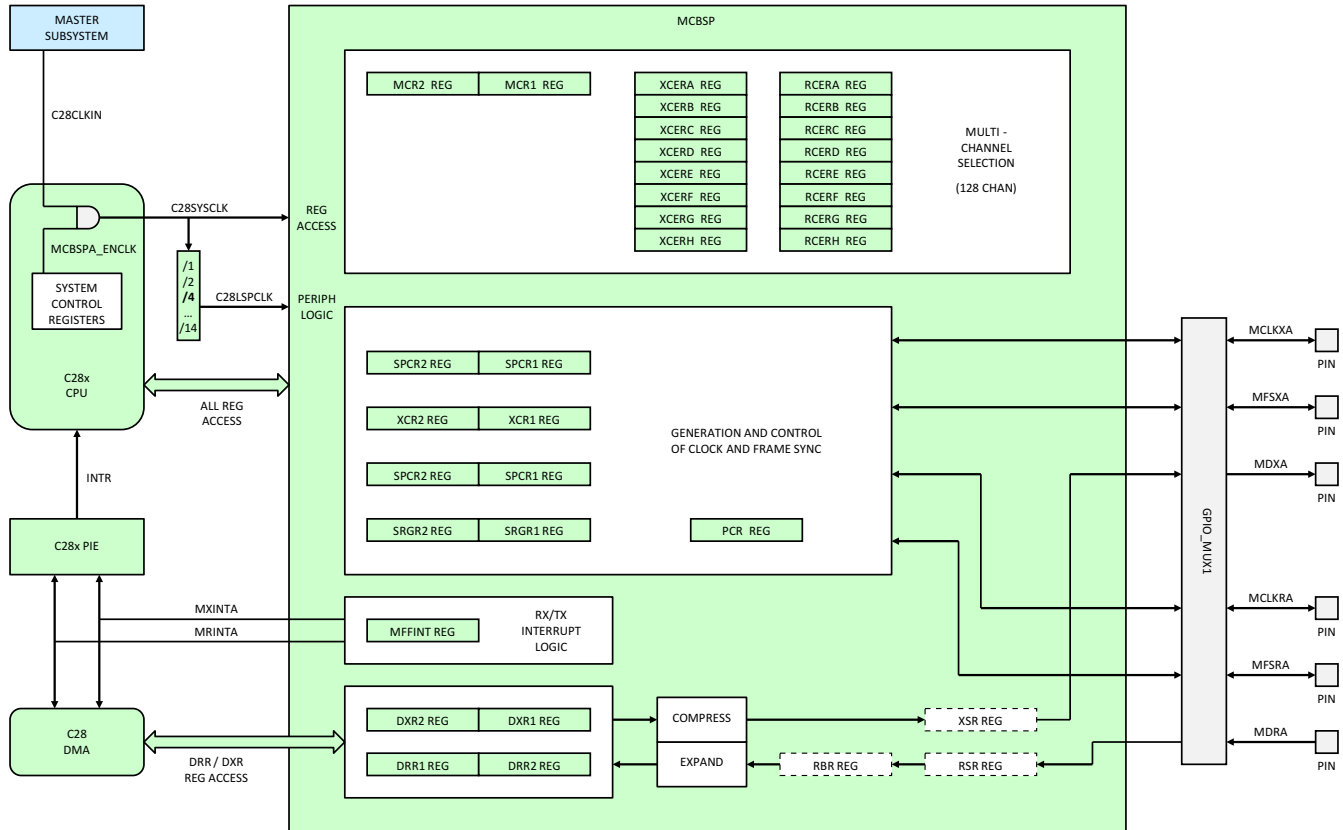 MASTER
SUBSYSTEM
MCBSP
MCR2 REG
MCR1 REG
XCERA REG
XCERB REG
XCERC REG
XCERD REG
XCERE REG
XCERF REG
XCERG REG
XCERH REG
RCERA REG
RCERB REG
RCERC REG
RCERD REG
RCERE REG
RCERF REG
RCERG REG
RCERH REG
MULTI -
CHANNEL
SELECTION
(128 CHAN)
C28CLKIN
C28SYSCLK
REG
ACCESS
MCBSPA_ENCLK
SYSTEM
CONTROL
REGISTERS
/1
/2
/4
...
/14
C28LSPCLK
PERIPH
LOGIC
C28x
CPU
ALL REG
ACCESS
SPCR2 REG
SPCR1 REG
XCR2 REG
XCR1 REG
SPCR2 REG
SPCR1 REG
SRGR2 REG
SRGR1 REG
GENERATION AND CONTROL
OF CLOCK AND FRAME SYNC
PCR REG
INTR
C28x PIE
MXINTA
MRINTA
MFFINT REG
RX/TX
INTERRUPT
LOGIC
C28
DMA
DRR / DXR
REG ACCESS
DXR2 REG
DXR1 REG
DRR1 REG
DRR2 REG
COMPRESS
EXPAND
XSR REG
RBR REG
RSR REG
GPIO_MUX1
MCLKXA
PIN
MFSXA
PIN
MDXA
PIN
MCLKRA
PIN
MFSRA
PIN
MDRA
PIN